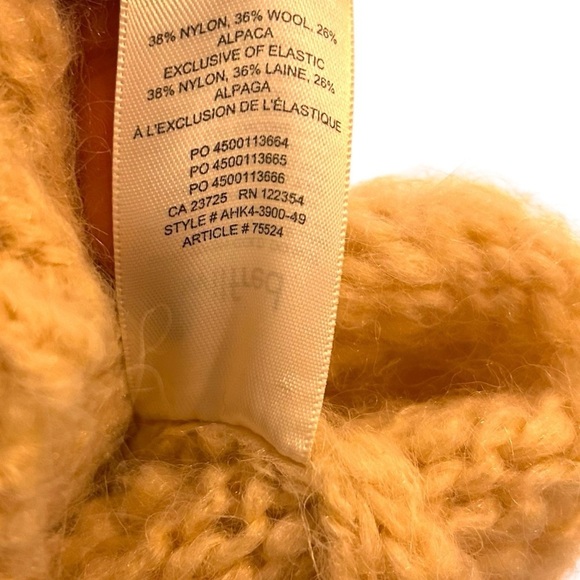 38% NYLON, 36% WOOL, 26%
ALPACA
EXCLUSIVE OF ELASTIC
38% NYLON, 36% LAINE, 26%
ALPAGA
À L'EXCLUSION DE L'ÉLASTIQUE
PO 4500113664
PO 4500113665
PO 4500113666
CA 23725 RN 122354
STYLE # AHK4-3900-49
ARTICLE # 75524